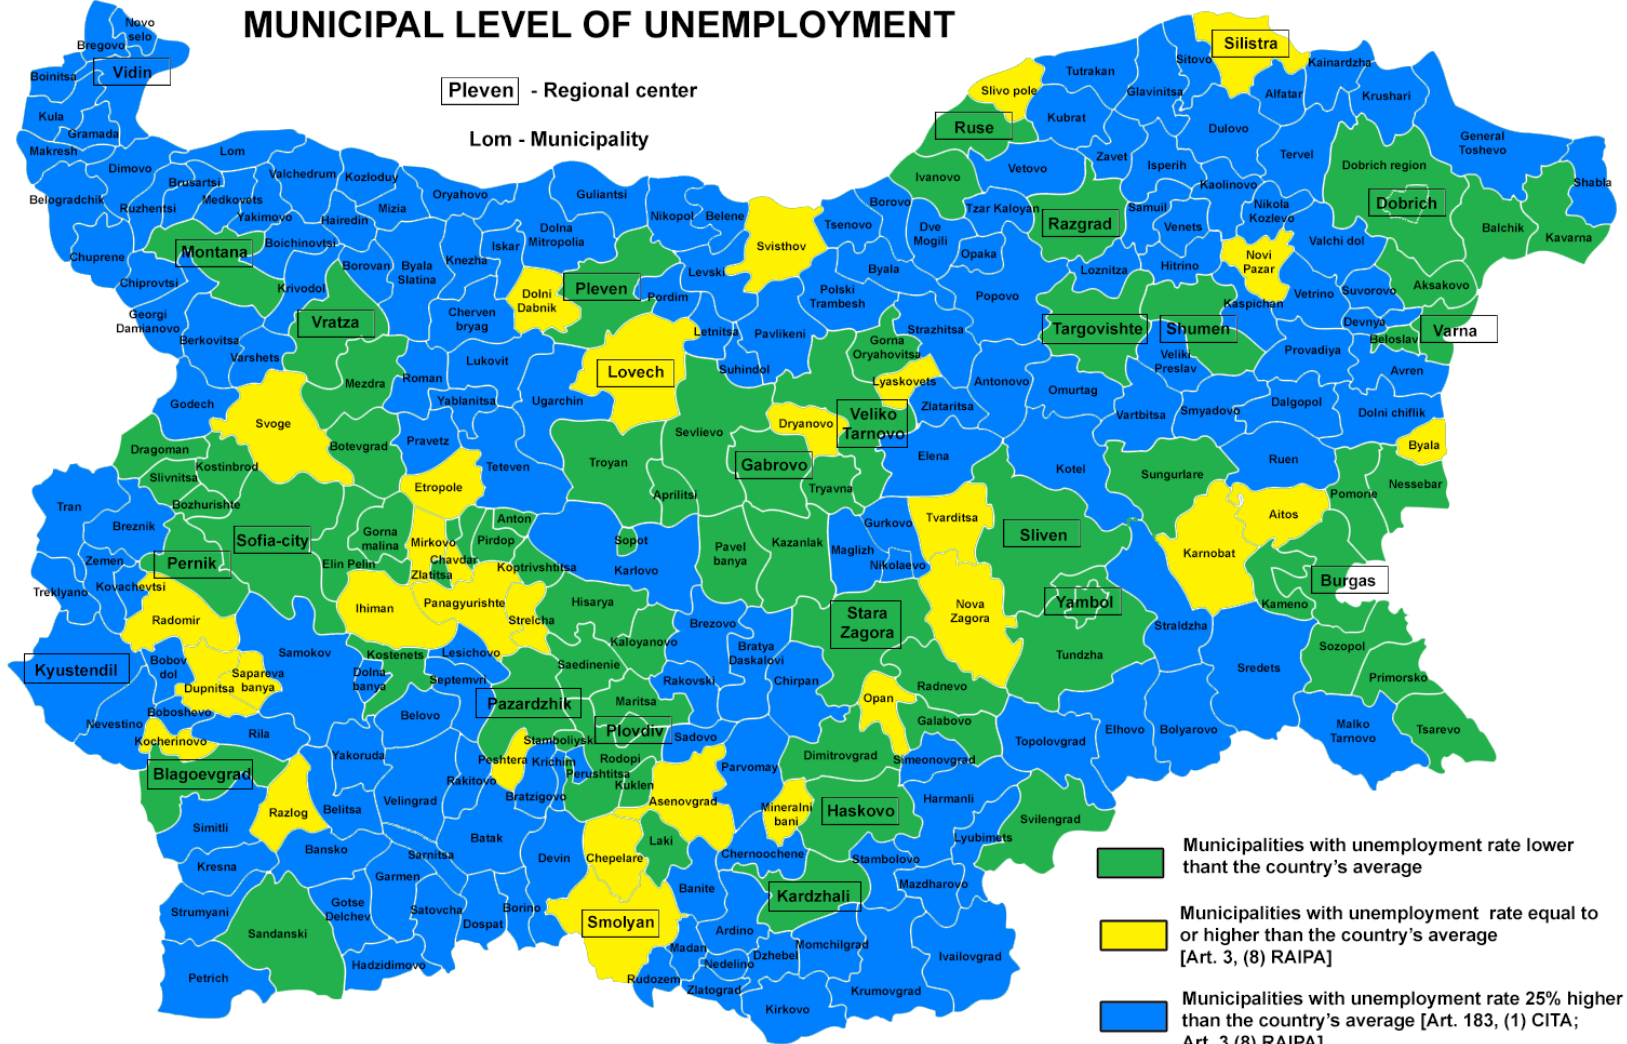 MUNICIPAL LEVEL OF UNEMPLOYMENT
Pleven - Regional center
Lom - Municipality
Novo
selo
Bregovo
Vidin
Boinitsa
Kula
Gramada
Makresh
Dimovo
Belogradchik
Ruzhentsi
Chuprene
Lom
Brusartsi
Medkovets
Valchedrum
Yakimovo
Kozloduy
Hairedin
Mizia
Oryahovo
Montana
Boichinovtsi
Chiprovtsi
Georgi
Damianovo
Berkovitsa
Varshets
Krivodol
Borovan
Byala
Slatina
Knezha
Iskar
Dolna
Mitropolia
Guliantsi
Nikopol
Belene
Svisthov
Tsenovo
Borovo
Dve
Mogili
Ivanovo
Ruse
Slivo pole
Tutrakan
Glavinitsa
Sitovo
Silistra
Kainardzha
Alfatar
Krushari
General
Toshevo
Shabla
Kavarna
Balchik
Dobrich region
Dobrich
Tervel
Dulovo
Kubrat
Zavet
Isperih
Kaolinovo
Vetovo
Tzar Kaloyan
Razgrad
Samuil
Venets
Nikola
Kozlevo
Valchi dol
Novi
Pazar
Hitrino
Loznitza
Opaka
Popovo
Byala
Polski
Trambesh
Levski
Pordim
Pleven
Dolni
Dabnik
Cherven
bryag
Vratza
Mezdra
Roman
Lukovit
Yablanitsa
Ugarchin
Lovech
Letnitsa
Suhindol
Pavlikeni
Gorna
Oryahovitsa
Strazhitsa
Lyaskovets
Zlataritsa
Antonovo
Targovishte
Omurtag
Shumen
Veliki
Preslav
Kaspichan
Vetrino
Suvorovo
Aksakovo
Devnya
Beloslav
Varna
Provadiya
Avren
Dalgopol
Dolni chiflik
Smyadovo
Vartbitsa
Byala
Ruen
Sungurlare
Kotel
Elena
Veliko
Tarnovo
Dryanovo
Gabrovo
Tryavna
Sevlievo
Aprilitsi
Troyan
Teteven
Pravetz
Etropole
Botevgrad
Svoge
Godech
Dragoman
Slivnitsa
Kostinbrod
Bozhurishte
Sofia-city
Tran
Breznik
Zemen
Pernik
Kovachevtsi
Treklyano
Radomir
Gorna
malina
Elin Pelin
Mirkovo
Chavdar
Zlatitsa
Pirdop
Anton
Koptrivshtitsa
Sopot
Karlovo
Pavel
banya
Kazanlak
Maglizh
Gurkovo
Nikolaevo
Tvarditsa
Sliven
Nova
Zagora
Yambol
Tundzha
Straldzha
Karnobat
Aitos
Pomorie
Nessebar
Burgas
Kameno
Sozopol
Primorsko
Tsarevo
Malko
Tarnovo
Sredets
Bolyarovo
Elhovo
Topolovgrad
Stara
Zagora
Radnevo
Galabovo
Opan
Chirpan
Bratya
Daskalovi
Brezovo
Rakovski
Kaloyanovo
Hisarya
Saedinenie
Maritsa
Plovdiv
Strelcha
Panagyurishte
Ihiman
Kostenets
Lesichovo
Septemvri
Dolna
banya
Samokov
Kyustendil
Bobov
dol
Dupnitsa
Sapareva
banya
Boboshevo
Nevestino
Kocherinovo
Rila
Blagoevgrad
Razlog
Simitli
Kresna
Strumyani
Petrich
Sandanski
Bansko
Belitsa
Yakoruda
Belovo
Velingrad
Rakitovo
Pazardzhik
Peshtera
Stamboliyski
Krichim
Perushtitsa
Rodopi
Kuklen
Bratzigovo
Batak
Sarnitsa
Garmen
Gotse
Delchev
Hadzidimovo
Satovcha
Dospat
Borino
Devin
Chepelare
Smolyan
Laki
Asenovgrad
Sadovo
Parvomay
Dimitrovgrad
Simeonovgrad
Mineralni
bani
Haskovo
Harmanli
Lyubimets
Svilengrad
Chernoochene
Stambolovo
Mazdharovo
Kardzhali
Banite
Ardino
Madan
Nedelino
Dzhebel
Momchilgrad
Rudozem
Zlatograd
Kirkovo
Krumovgrad
Ivailovgrad
Municipalities with unemployment rate lower
thant the country's average
Municipalities with unemployment rate equal to
or higher than the country's average
[Art. 3, (8) RAIPA]
Municipalities with unemployment rate 25% higher
than the country's average [Art. 183, (1) CITA;
Art. 3 (8) RAIPA]